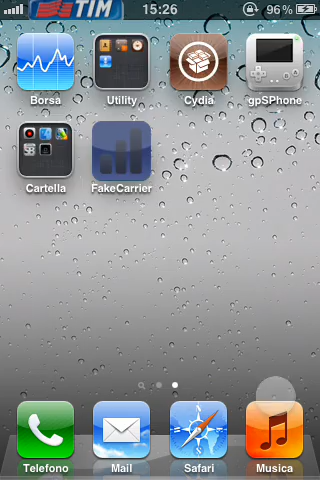 TIM 15:26 96%
Borsa Utility Cydia gpSPhone
Cartella FakeCarrier
Telefono Mail Safari Musica